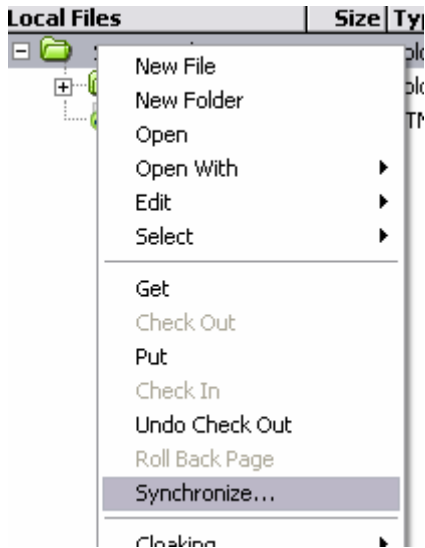 Local Files Size Ty
New File
New Folder
Open
Open With
Edit
Select
Get
Check Out
Put
Check In
Undo Check Out
Roll Back Page
Synchronize...
Cloaking